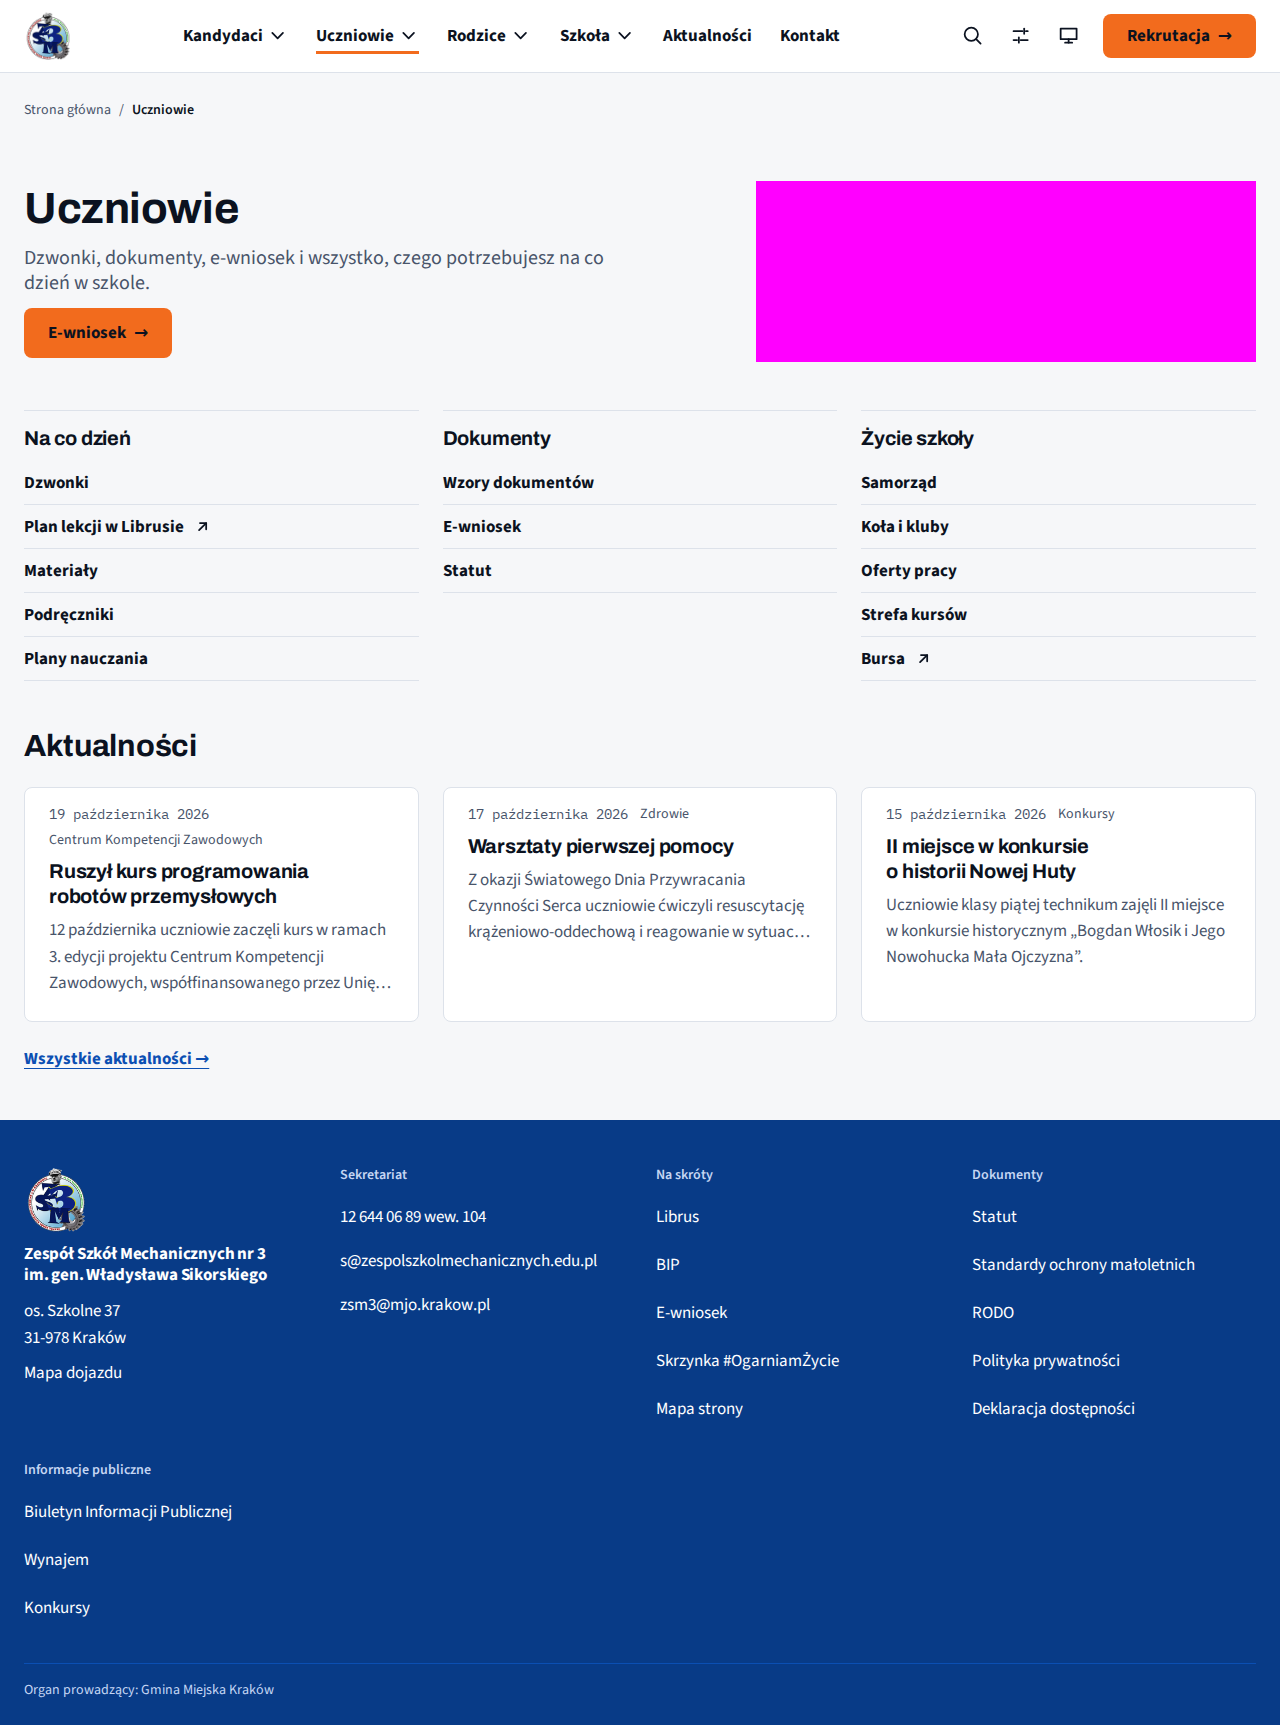 Kandydaci
Uczniowie
Rodzice
Szkoła
Aktualności
Kontakt
Rekrutacja →
Strona główna / Uczniowie
Uczniowie
Dzwonki, dokumenty, e-wniosek i wszystko, czego potrzebujesz na co
dzień w szkole.
E-wniosek →
Na co dzień
Dzwonki
Plan lekcji w Librusie
Materiały
Podręczniki
Plany nauczania
Dokumenty
Wzory dokumentów
E-wniosek
Statut
Życie szkoły
Samorząd
Koła i kluby
Oferty pracy
Strefa kursów
Bursa
Aktualności
19 października 2026
Centrum Kompetencji Zawodowych
Ruszył kurs programowania
robotów przemysłowych
12 października uczniowie zaczęli kurs w ramach
3. edycji projektu Centrum Kompetencji
Zawodowych, współfinansowanego przez Unię…
17 października 2026 Zdrowie
Warsztaty pierwszej pomocy
Z okazji Światowego Dnia Przywracania
Czynności Serca uczniowie ćwiczyli resuscytację
krążeniowo-oddechową i reagowanie w sytuac…
15 października 2026 Konkursy
II miejsce w konkursie
o historii Nowej Huty
Uczniowie klasy piątej technikum zajęli II miejsce
w konkursie historycznym „Bogdan Włosik i Jego
Nowohucka Mała Ojczyzna”.
Wszystkie aktualności →
Zespół Szkół Mechanicznych nr 3
im. gen. Władysława Sikorskiego
os. Szkolne 37
31-978 Kraków
Mapa dojazdu
Sekretariat
12 644 06 89 wew. 104
s@zespolszkolmechanicznych.edu.pl
zsm3@mjo.krakow.pl
Na skróty
Librus
BIP
E-wniosek
Skrzynka #OgarniamŻycie
Mapa strony
Dokumenty
Statut
Standardy ochrony małoletnich
RODO
Polityka prywatności
Deklaracja dostępności
Informacje publiczne
Biuletyn Informacji Publicznej
Wynajem
Konkursy
Organ prowadzący: Gmina Miejska Kraków